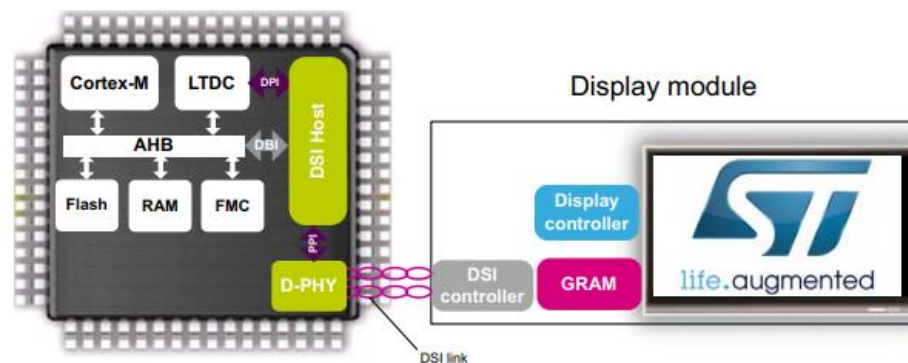 Cortex-M
LTDC
DPI
DSI Host
AHB
DBI
Flash
RAM
FMC
PPI
D-PHY
DSI link
Display module
Display
controller
DSI
controller
GRAM
ST
life.augmented